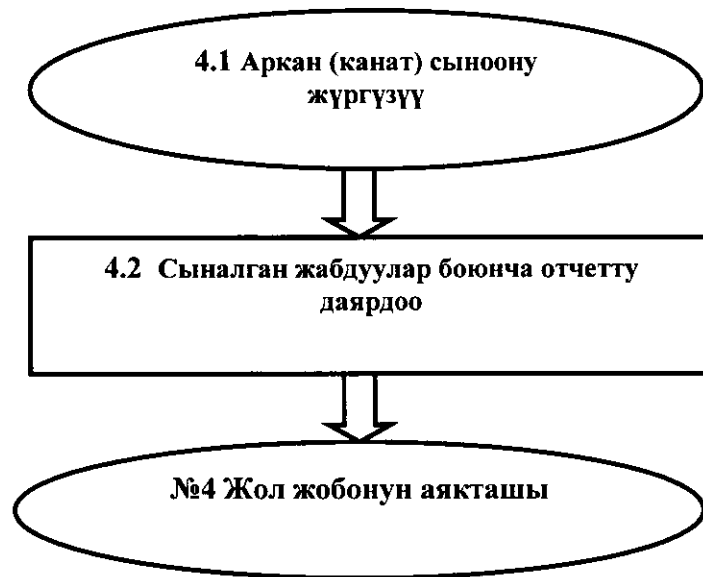 4.1 Аркан (канат) сыноону
жүргүзүү
4.2 Сыналган жабдуулар боюнча отчетту
даярдоо
№4 Жол жобонун аякташы